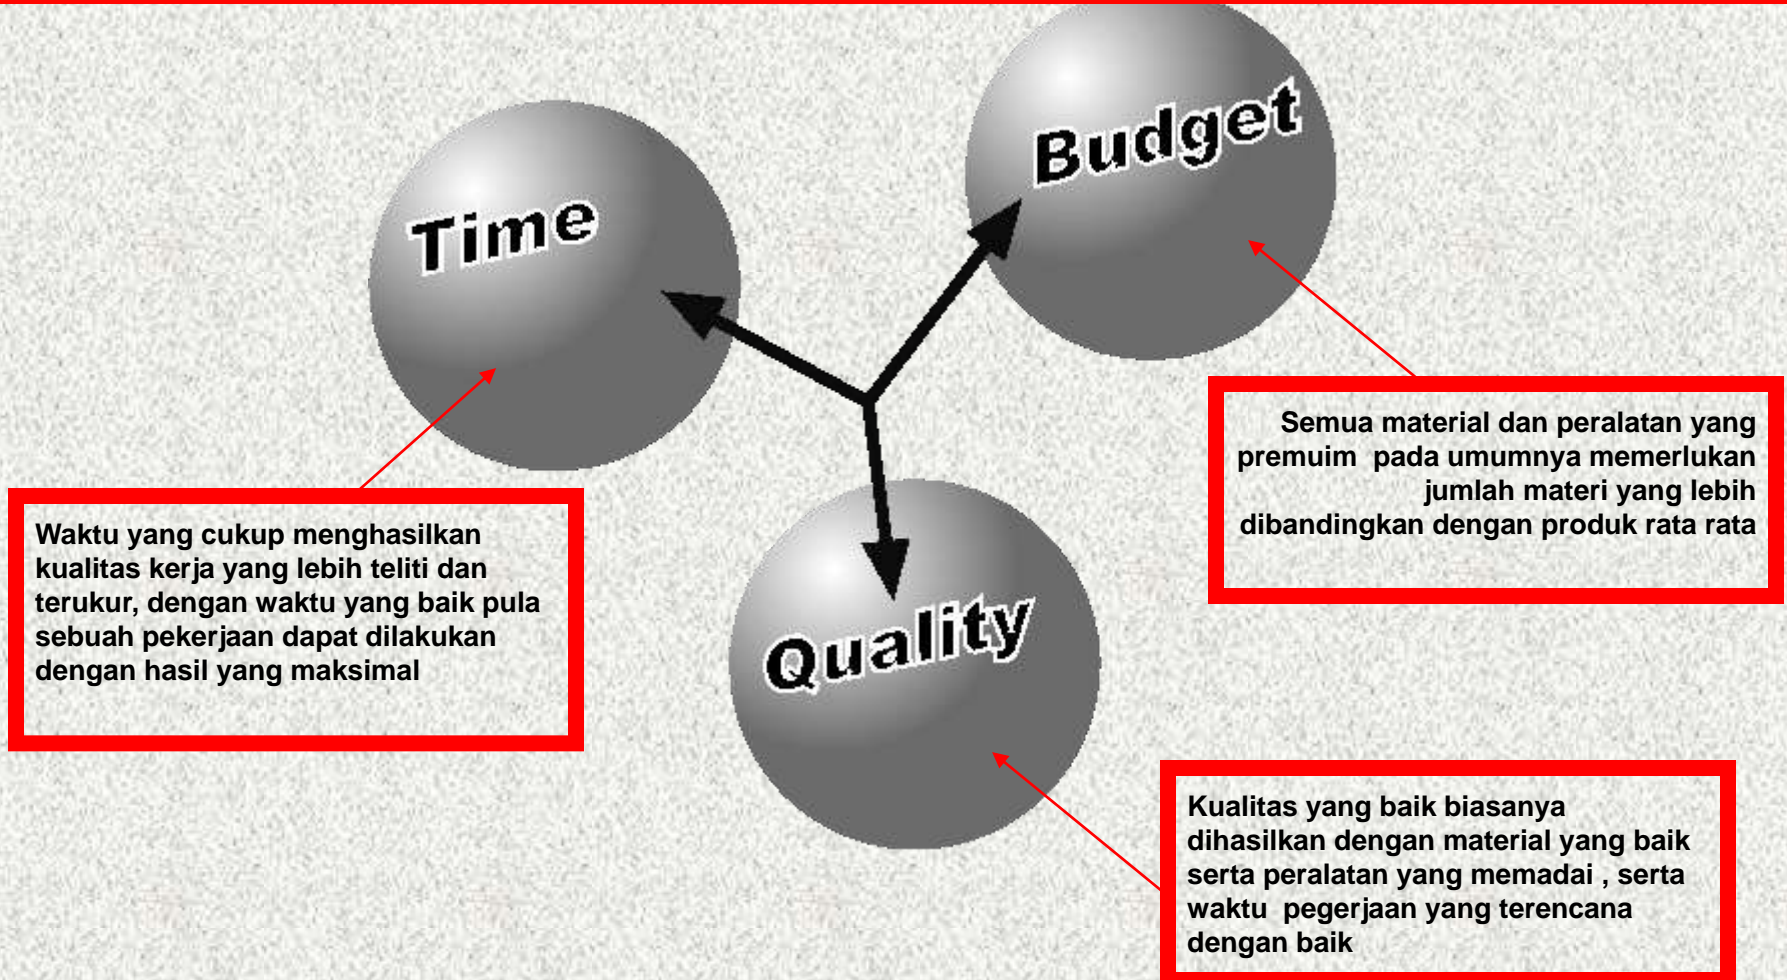 Budget
Time
Semua material dan peralatan yang
premuim pada umumnya memerlukan
jumlah materi yang lebih
dibandingkan dengan produk rata rata
Waktu yang cukup menghasilkan
kualitas kerja yang lebih teliti dan
terukur, dengan waktu yang baik pula
sebuah pekerjaan dapat dilakukan
dengan hasil yang maksimal
Quality
Kualitas yang baik biasanya
dihasilkan dengan material yang baik
serta peralatan yang memadai , serta
waktu pegerjaan yang terencana
dengan baik